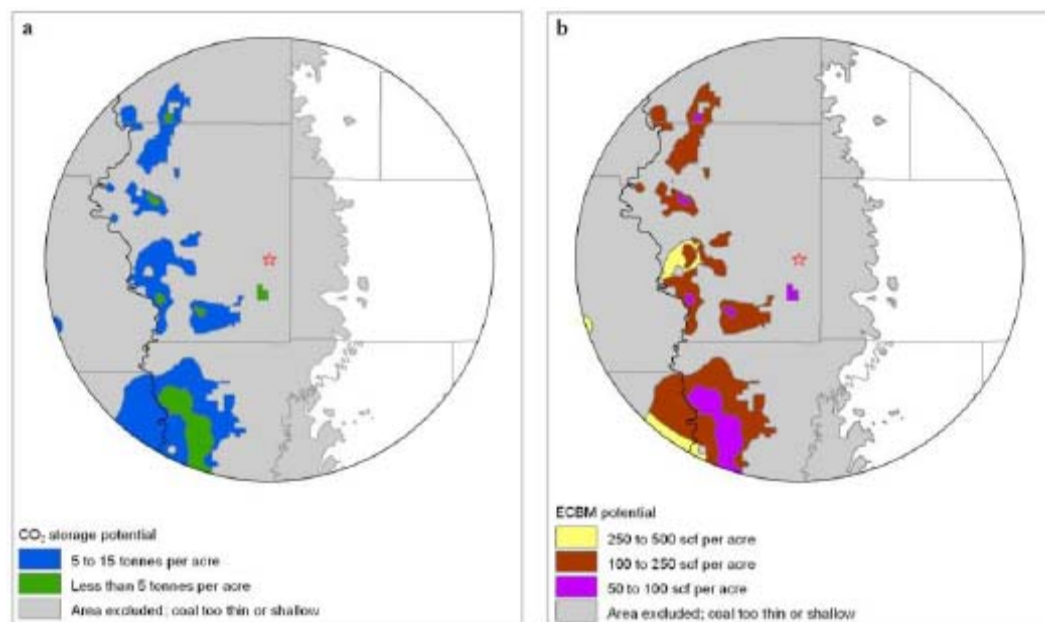 a
CO₂ storage potential
5 to 15 tonnes per acre
Less than 5 tonnes per acre
Area excluded; coal too thin or shallow
b
ECBM potential
250 to 500 scf per acre
100 to 250 scf per acre
50 to 100 scf per acre
Area excluded; coal too thin or shallow